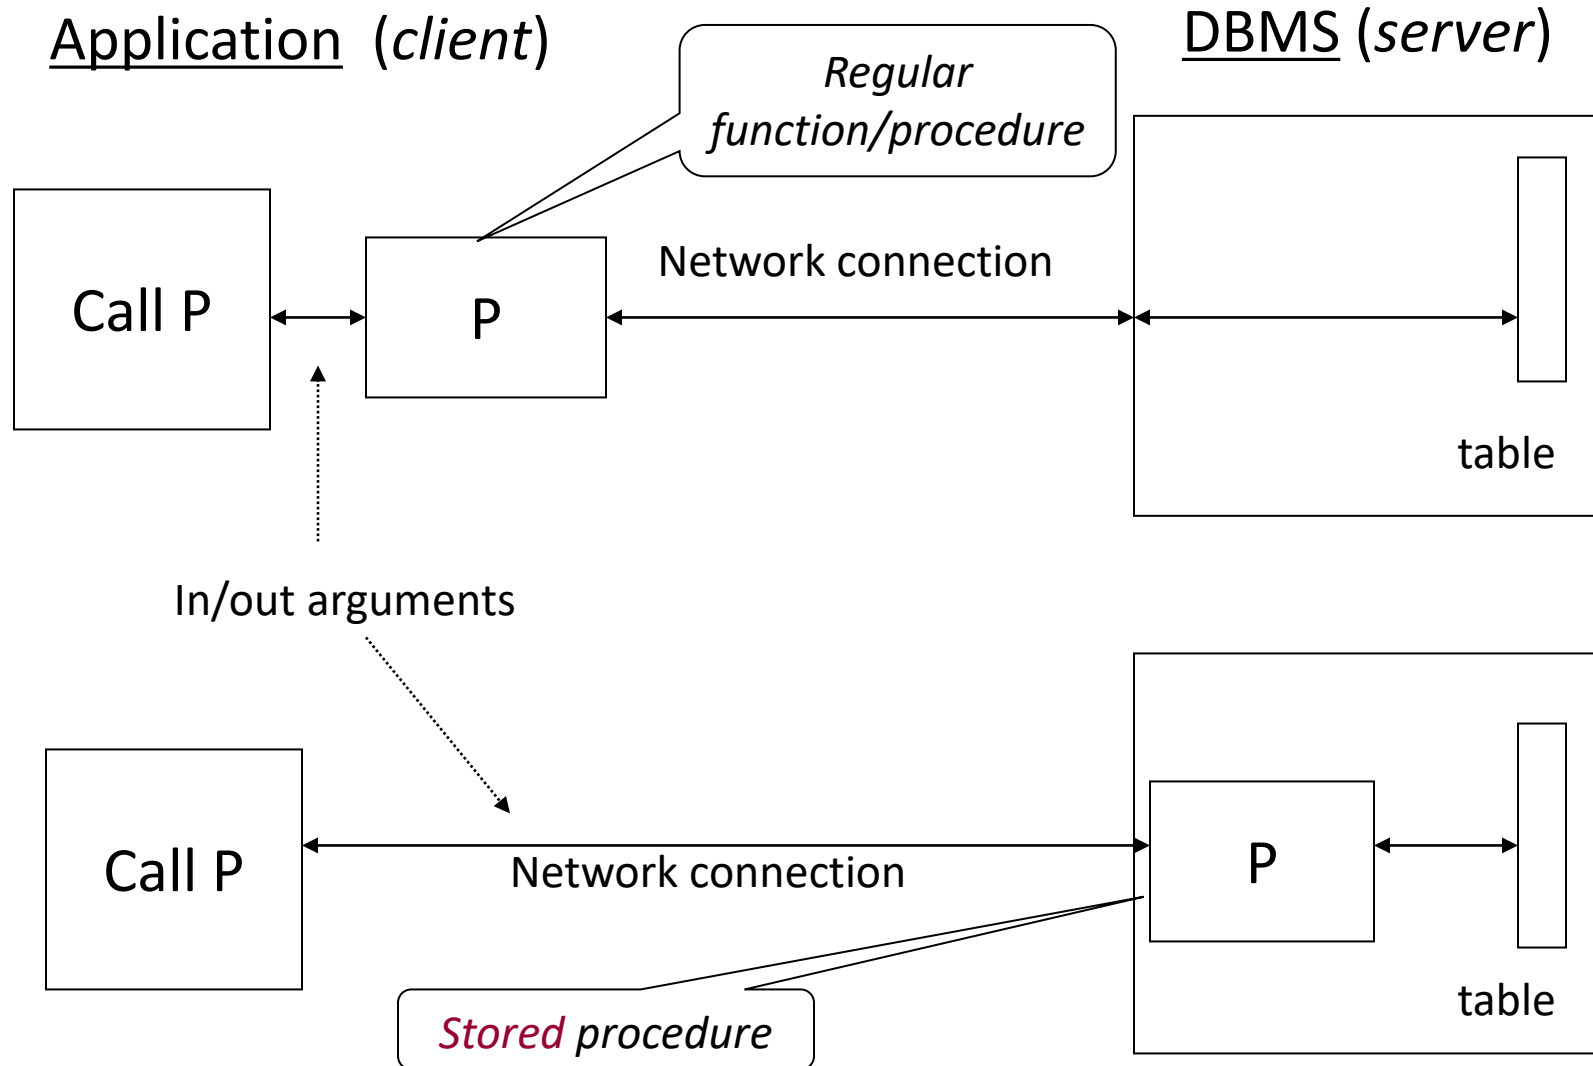 Application (client)
DBMS (server)
Regular
function/procedure
Call P
P
Network connection
table
In/out arguments
Call P
Network connection
P
table
Stored procedure